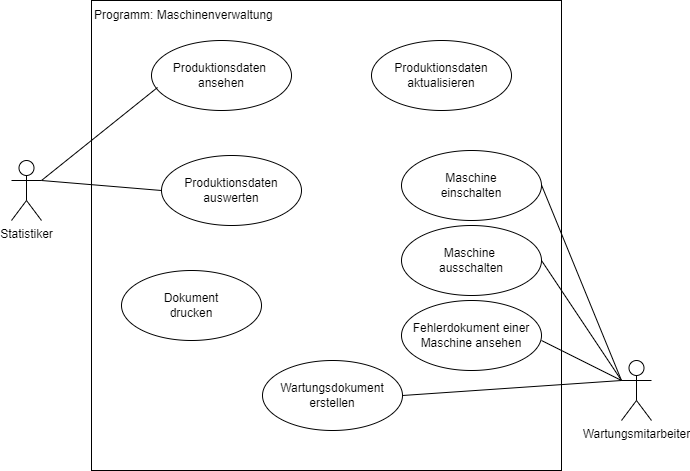 Programm: Maschinenverwaltung
Produktionsdaten
ansehen
Produktionsdaten
aktualisieren
Produktionsdaten
auswerten
Maschine
einschalten
Statistiker
Maschine
ausschalten
Dokument
drucken
Fehlerdokument einer
Maschine ansehen
Wartungsdokument
erstellen
Wartungsmitarbeiter